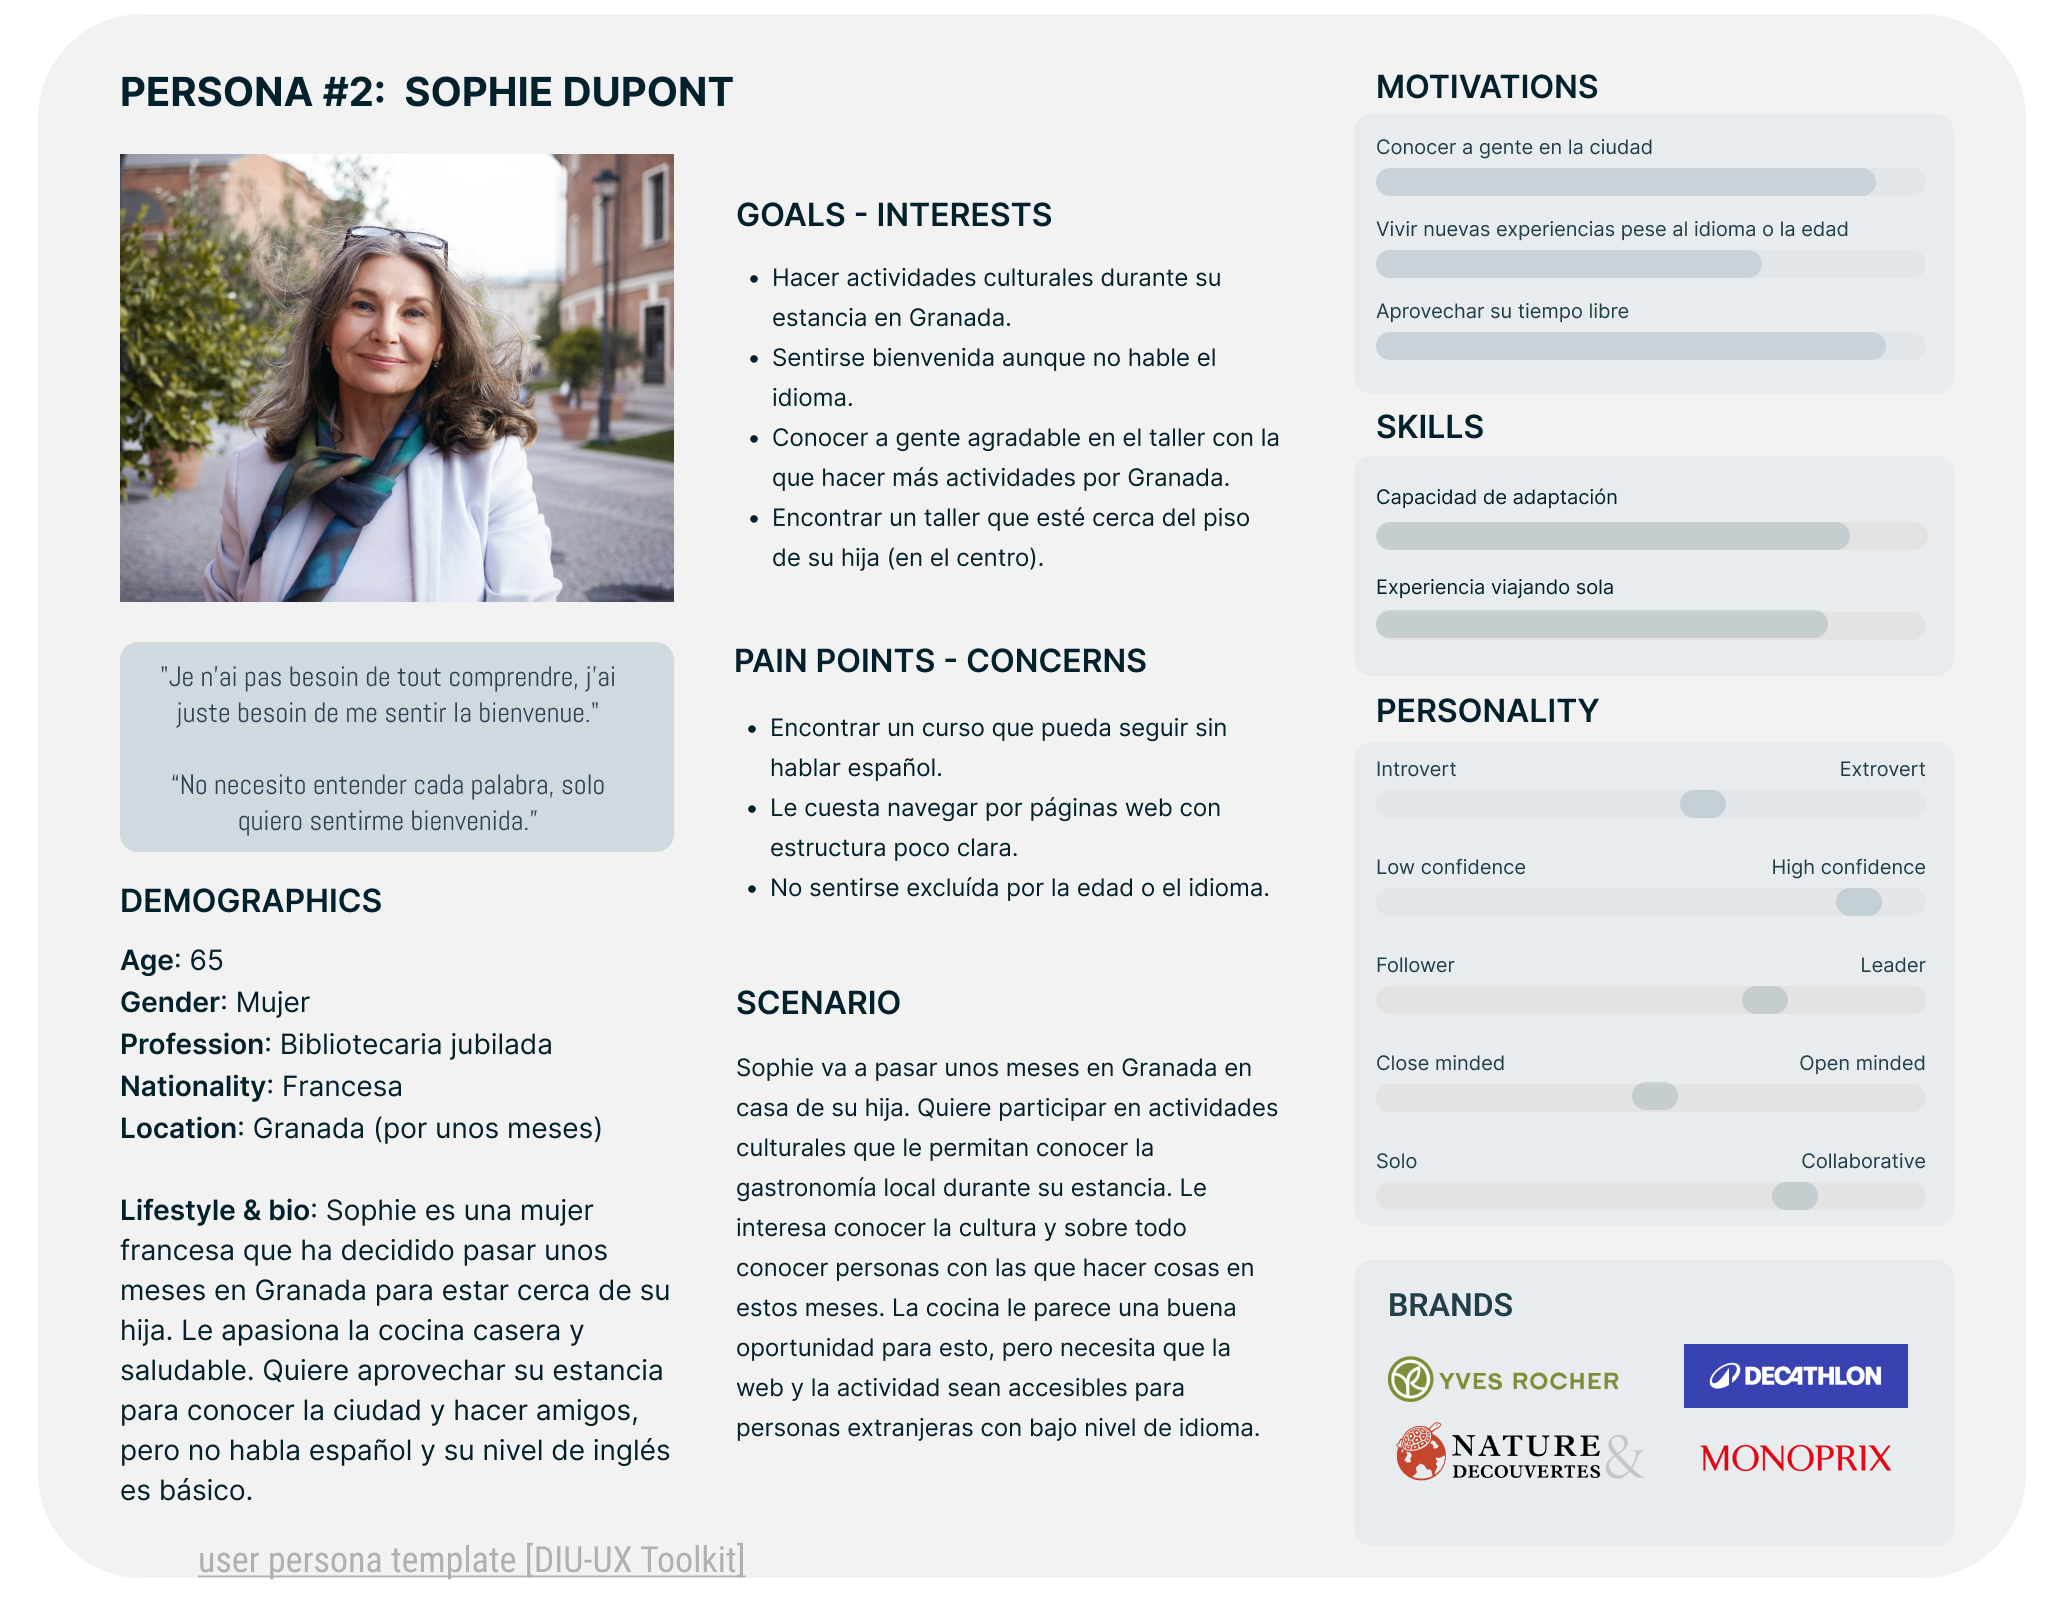 PERSONA #2: SOPHIE DUPONT
"Je n'ai pas besoin de tout comprendre, j'ai
juste besoin de me sentir la bienvenue."
“No necesito entender cada palabra, solo
quiero sentirme bienvenida.”
DEMOGRAPHICS
Age: 65
Gender: Mujer
Profession: Bibliotecaria jubilada
Nationality: Francesa
Location: Granada (por unos meses)
Lifestyle & bio: Sophie es una mujer
francesa que ha decidido pasar unos
meses en Granada para estar cerca de su
hija. Le apasiona la cocina casera y
saludable. Quiere aprovechar su estancia
para conocer la ciudad y hacer amigos,
pero no habla español y su nivel de inglés
es básico.
user persona template [DIU-UX Toolkit]
GOALS - INTERESTS
• Hacer actividades culturales durante su
estancia en Granada.
• Sentirse bienvenida aunque no hable el
idioma.
• Conocer a gente agradable en el taller con la
que hacer más actividades por Granada.
• Encontrar un taller que esté cerca del piso
de su hija (en el centro).
PAIN POINTS - CONCERNS
• Encontrar un curso que pueda seguir sin
hablar español.
• Le cuesta navegar por páginas web con
estructura poco clara.
• No sentirse excluída por la edad o el idioma.
SCENARIO
Sophie va a pasar unos meses en Granada en
casa de su hija. Quiere participar en actividades
culturales que le permitan conocer la
gastronomía local durante su estancia. Le
interesa conocer la cultura y sobre todo
conocer personas con las que hacer cosas en
estos meses. La cocina le parece una buena
oportunidad para esto, pero necesita que la
web y la actividad sean accesibles para
personas extranjeras con bajo nivel de idioma.
MOTIVATIONS
Conocer a gente en la ciudad
Vivir nuevas experiencias pese al idioma o la edad
Aprovechar su tiempo libre
SKILLS
Capacidad de adaptación
Experiencia viajando sola
PERSONALITY
Introvert Extrovert
Low confidence High confidence
Follower Leader
Close minded Open minded
Solo Collaborative
BRANDS
YVES ROCHER
DECATHLON
NATURE &
DECOUVERTES
MONOPRIX